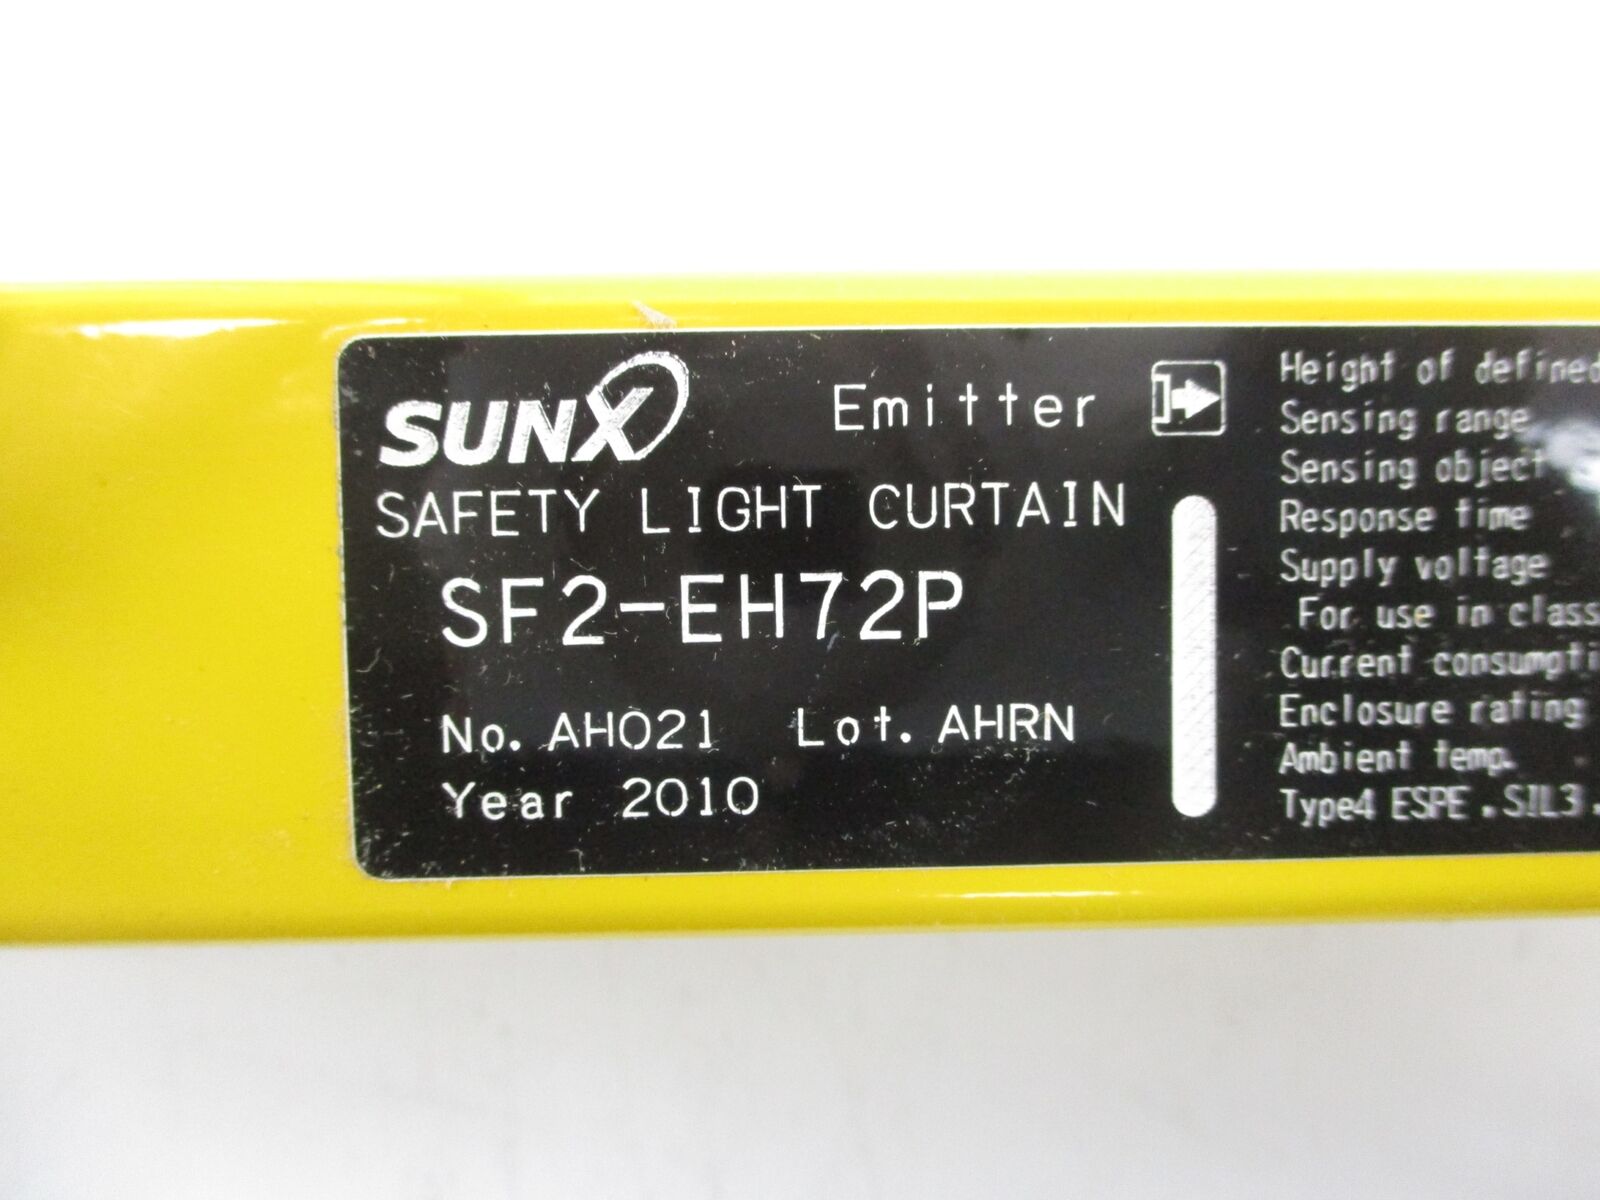 SUNX Emitter
SAFETY LIGHT CURTAIN
SF2-EH72P
No. AH021 Lot. AHRN
Year 2010
Height of defined
Sensing range
Sensing object
Response time
Supply voltage
For use in class
Current consumpti
Enclosure rating
Ambient temp.
Type4 ESPE . SIL3 .